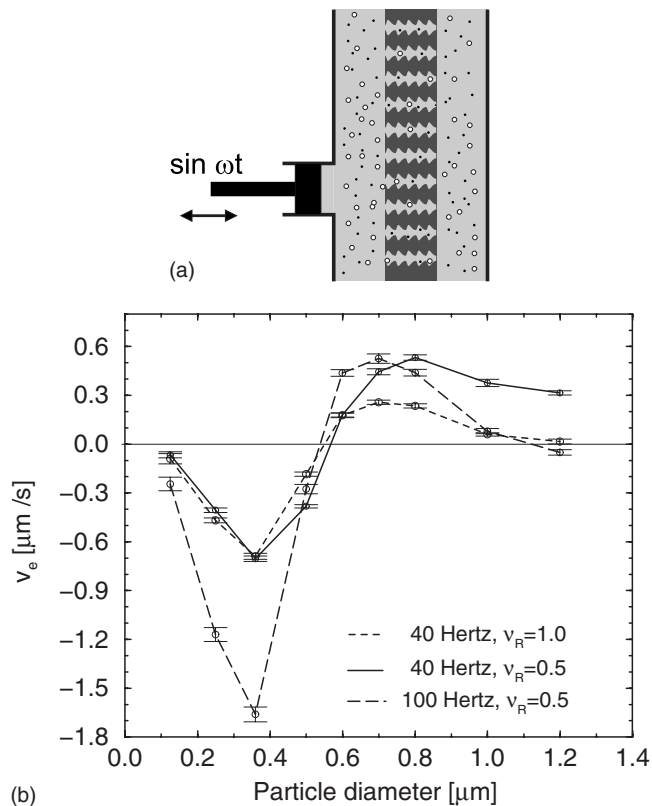 sin ωt
(a)
0.6
0.3
0.0
−0.3
−0.6
−0.9
−1.2
−1.5
−1.8
v_e [μm /s]
40 Hertz, ν_R=1.0
40 Hertz, ν_R=0.5
100 Hertz, ν_R=0.5
0.0 0.2 0.4 0.6 0.8 1.0 1.2 1.4
Particle diameter [μm]
(b)